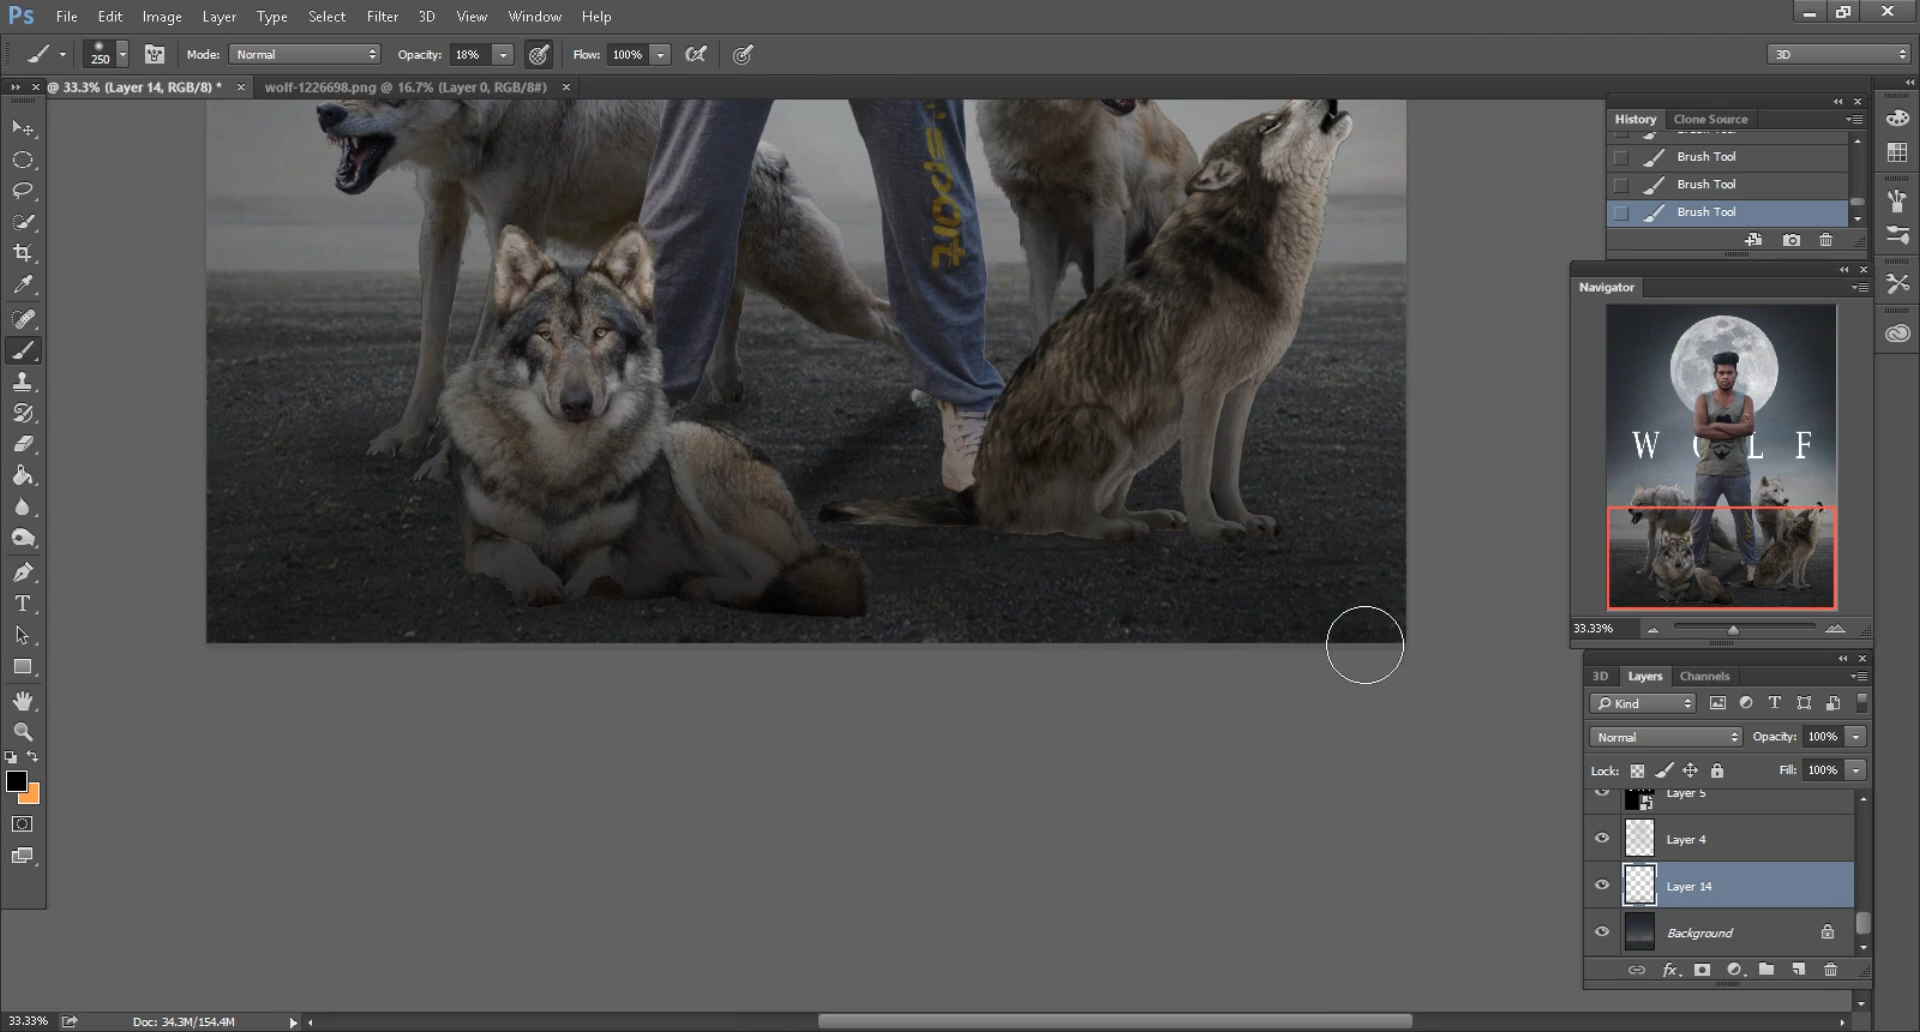 Ps File Edit Image Layer Type Select Filter 3D View Window Help
250 Mode: Normal Opacity: 18% Flow: 100% 3D
@ 33.3% (Layer 14, RGB/8) * wolf-1226698.png @ 16.7% (Layer 0, RGB/8#)
History Clone Source
Brush Tool
Brush Tool
Brush Tool
Navigator
W O L F
33.33%
3D Layers Channels
Kind
Normal Opacity: 100%
Lock: Fill: 100%
Layer 5
Layer 4
Layer 14
Background
fx
33.33% Doc: 34.3M/154.4M